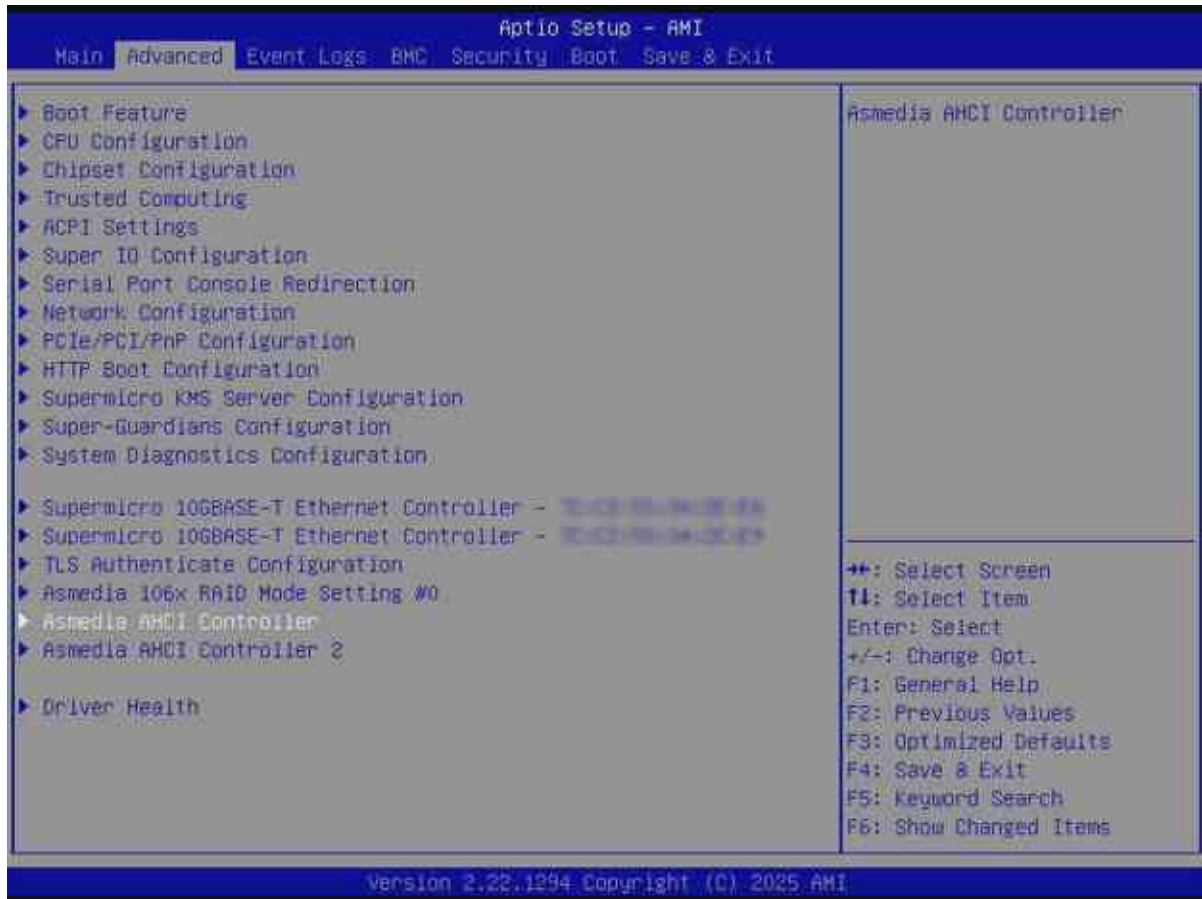 Aptio Setup - AMI
Main Advanced Event Logs BMC Security Boot Save & Exit
Boot Feature
CPU Configuration
Chipset Configuration
Trusted Computing
ACPI Settings
Super IO Configuration
Serial Port Console Redirection
Network Configuration
PCIe/PCI/PnP Configuration
HTTP Boot Configuration
Supermicro KMS Server Configuration
Super-Guardians Configuration
System Diagnostics Configuration
Supermicro 10GBASE-T Ethernet Controller -
Supermicro 10GBASE-T Ethernet Controller -
TLS Authenticate Configuration
Asmedia 106x RAID Mode Setting #0
Asmedia AHCI Controller
Asmedia AHCI Controller 2
Driver Health
Asmedia AHCI Controller
→←: Select Screen
↑↓: Select Item
Enter: Select
+/-: Change Opt.
F1: General Help
F2: Previous Values
F3: Optimized Defaults
F4: Save & Exit
F5: Keyword Search
F6: Show Changed Items
Version 2.22.1294 Copyright (C) 2025 AMI